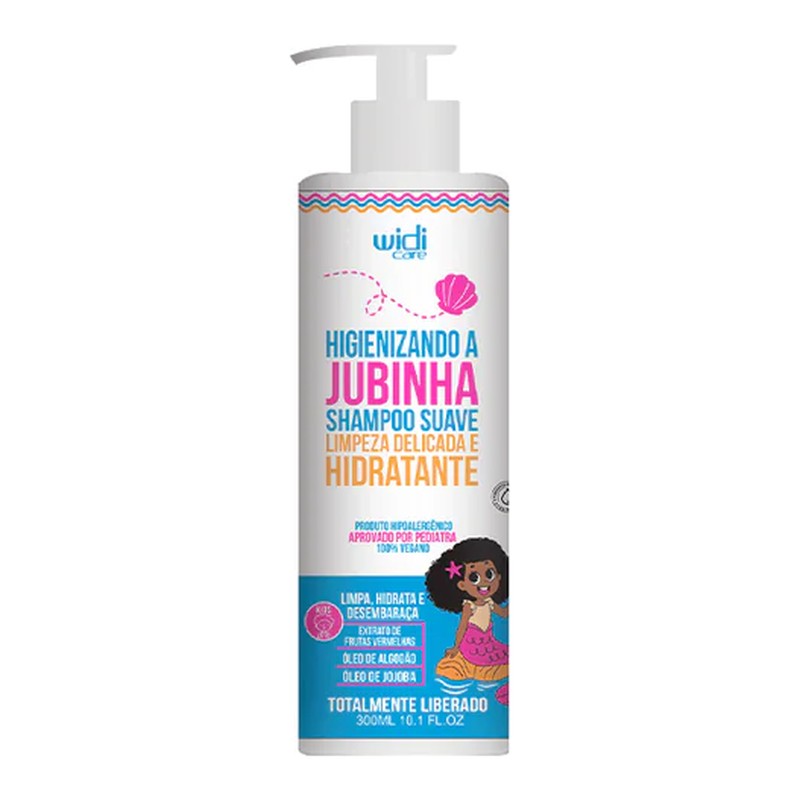 widi
care
HIGIENIZANDO A
JUBINHA
SHAMPOO SUAVE
LIMPEZA DELICADA E
HIDRATANTE
PRODUTO HIPOALERGÊNICO
APROVADO POR PEDIATRA
100% VEGANO
LIMPA, HIDRATA E
DESEMBARAÇA
EXTRATO DE
FRUTAS VERMELHAS
ÓLEO DE ALGODÃO
ÓLEO DE JOJOBA
TOTALMENTE LIBERADO
300ML 10.1 FL.OZ